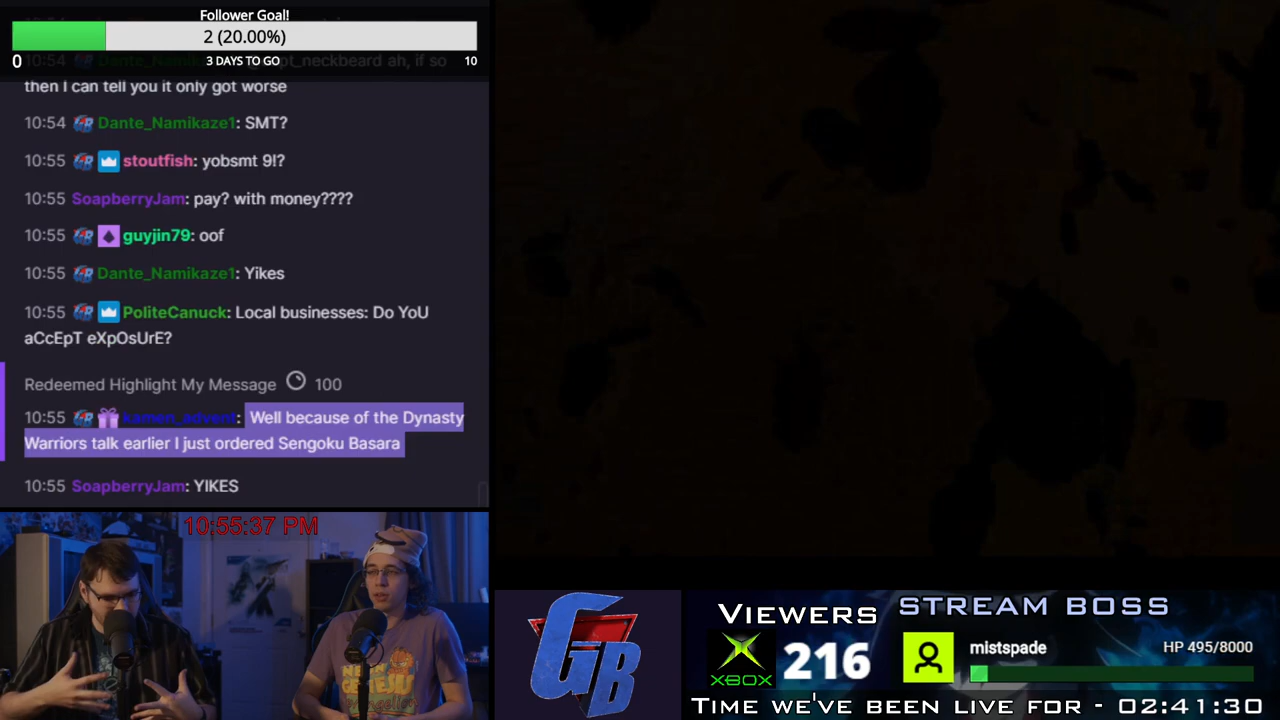 Follower Goal!
2 (20.00%)
0 3 DAYS TO GO 10
then I can tell you it only got worse
10:54 Dante_Namikaze1: SMT?
10:55 stoutfish: yobsmt 9!?
10:55 SoapberryJam: pay? with money????
10:55 guyjin79: oof
10:55 Dante_Namikaze1: Yikes
10:55 PoliteCanuck: Local businesses: Do YoU
aCcEpT eXpOsUrE?
Redeemed Highlight My Message 100
10:55 kamen_advent: Well because of the Dynasty
Warriors talk earlier I just ordered Sengoku Basara
10:55 SoapberryJam: YIKES
10:55:37 PM
GB
VIEWERS
XBOX
216
STREAM BOSS
mistspade HP 495/8000
TIME WE'VE BEEN LIVE FOR - 02:41:30